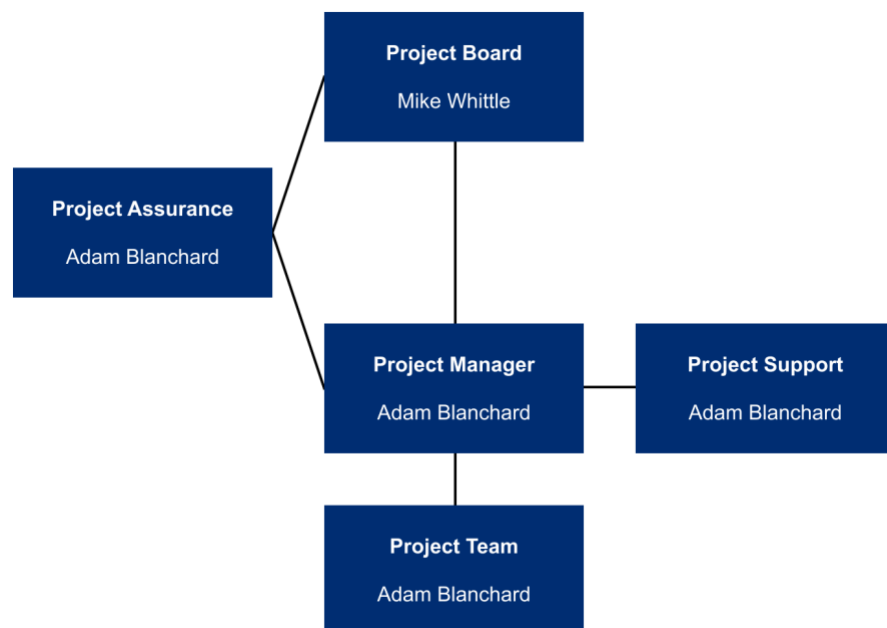 Project Board
Mike Whittle
Project Assurance
Adam Blanchard
Project Manager
Adam Blanchard
Project Support
Adam Blanchard
Project Team
Adam Blanchard